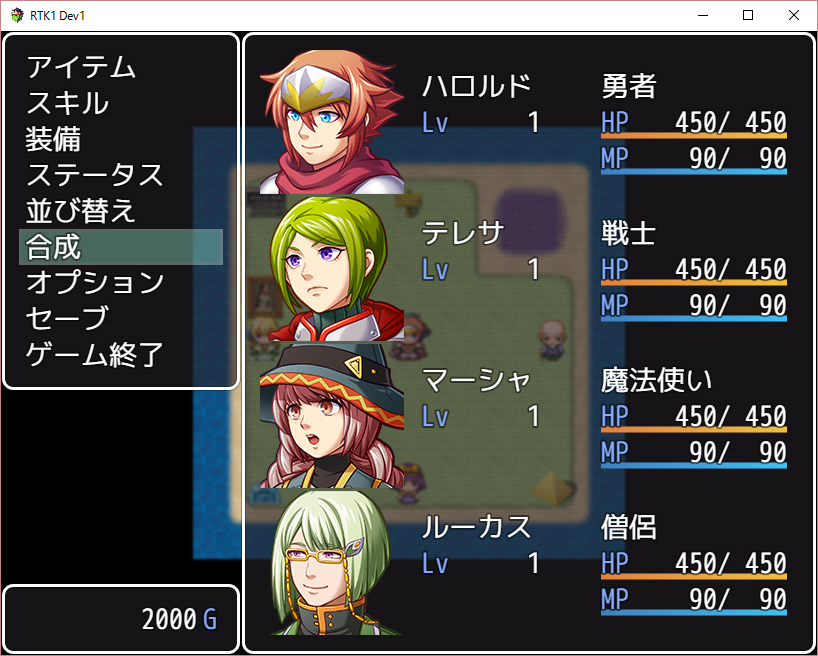 RTK1 Dev1
アイテム
スキル
装備
ステータス
並び替え
合成
オプション
セーブ
ゲーム終了
2000 G
ハロルド 勇者
Lv 1 HP 450/ 450
MP 90/ 90
テレサ 戦士
Lv 1 HP 450/ 450
MP 90/ 90
マーシャ 魔法使い
Lv 1 HP 450/ 450
MP 90/ 90
ルーカス 僧侶
Lv 1 HP 450/ 450
MP 90/ 90